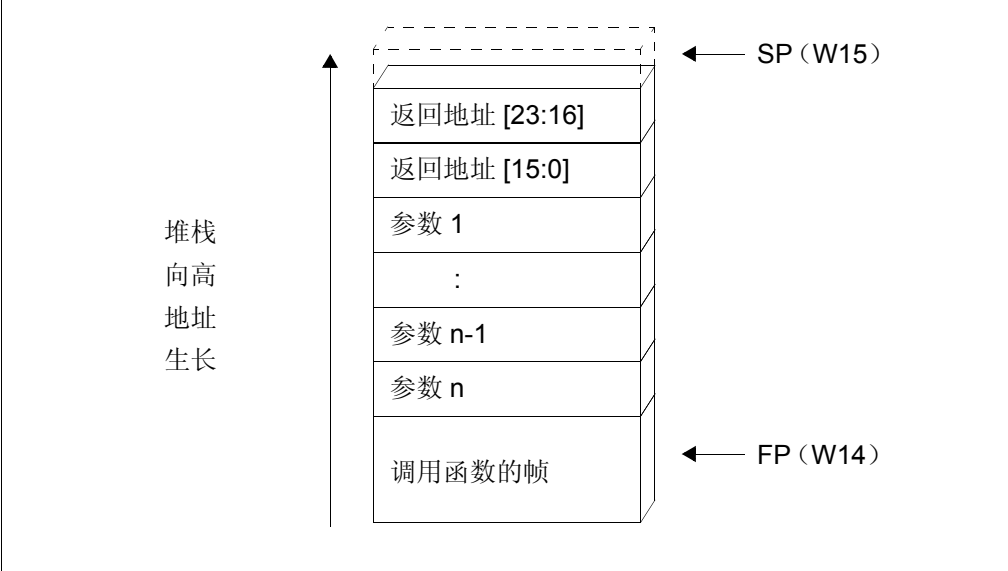 SP（W15）
返回地址 [23:16]
返回地址 [15:0]
参数 1
:
参数 n-1
参数 n
调用函数的帧
FP（W14）
堆栈
向高
地址
生长